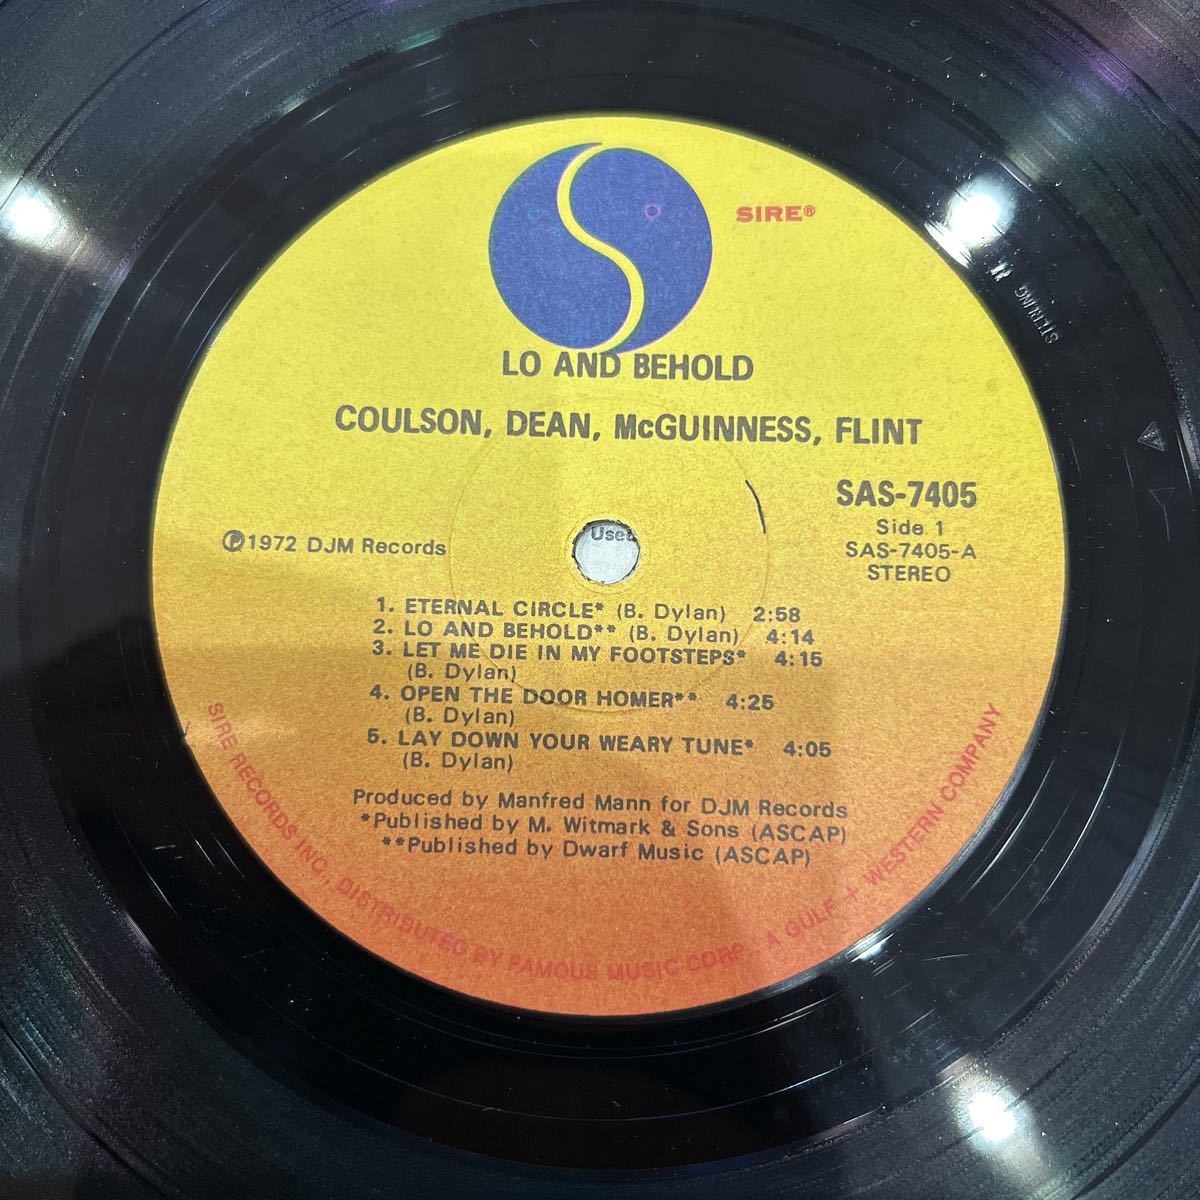 SIRE®
LO AND BEHOLD
COULSON, DEAN, McGUINNESS, FLINT
SAS-7405
Side 1
SAS-7405-A
STEREO
℗1972 DJM Records
Used
1. ETERNAL CIRCLE* (B. Dylan) 2:58
2. LO AND BEHOLD** (B. Dylan) 4:14
3. LET ME DIE IN MY FOOTSTEPS* 4:15
(B. Dylan)
4. OPEN THE DOOR HOMER** 4:25
(B. Dylan)
5. LAY DOWN YOUR WEARY TUNE* 4:05
(B. Dylan)
Produced by Manfred Mann for DJM Records
*Published by M. Witmark & Sons (ASCAP)
**Published by Dwarf Music (ASCAP)
SIRE RECORDS INC., DISTRIBUTED BY FAMOUS MUSIC CORP. A GULF + WESTERN COMPANY
STERLING